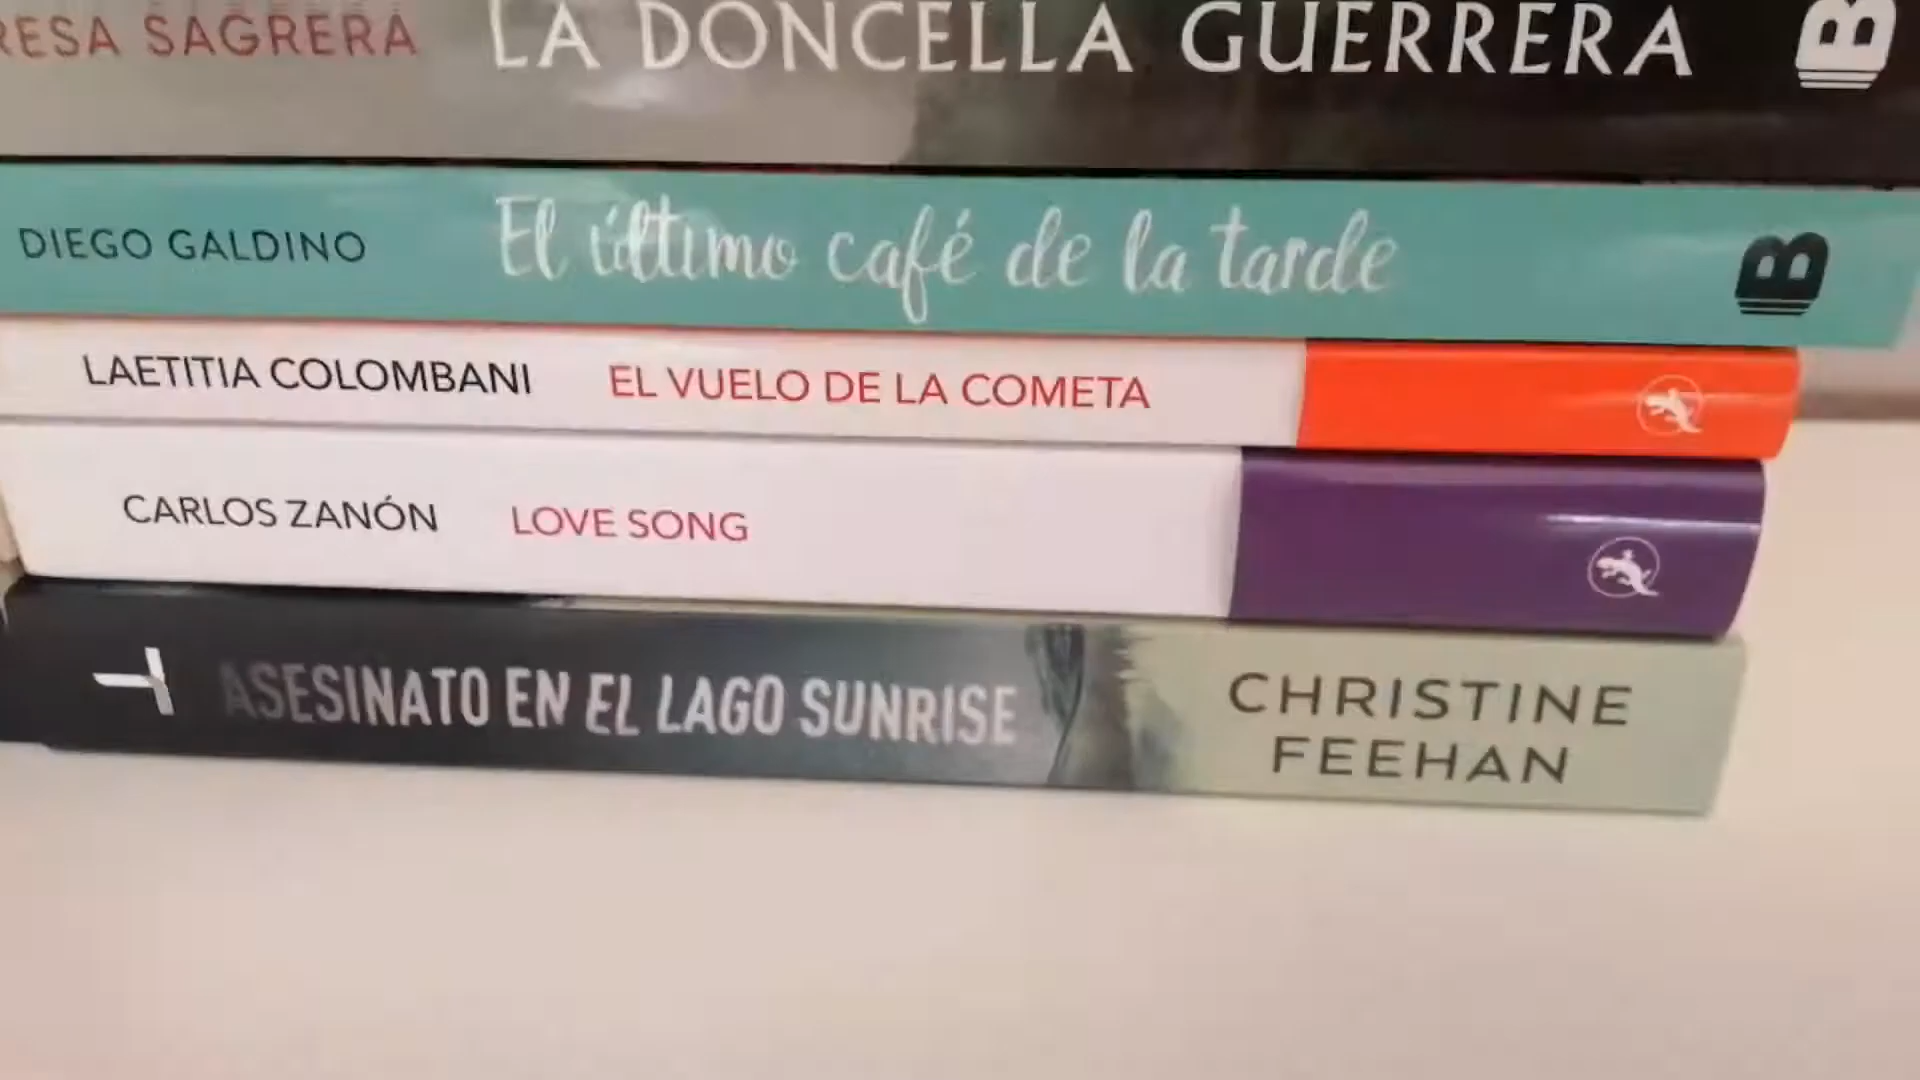 RESA SAGRERA LA DONCELLA GUERRERA B
DIEGO GALDINO El último café de la tarde B
LAETITIA COLOMBANI EL VUELO DE LA COMETA
CARLOS ZANÓN LOVE SONG
ASESINATO EN EL LAGO SUNRISE
CHRISTINE
FEEHAN